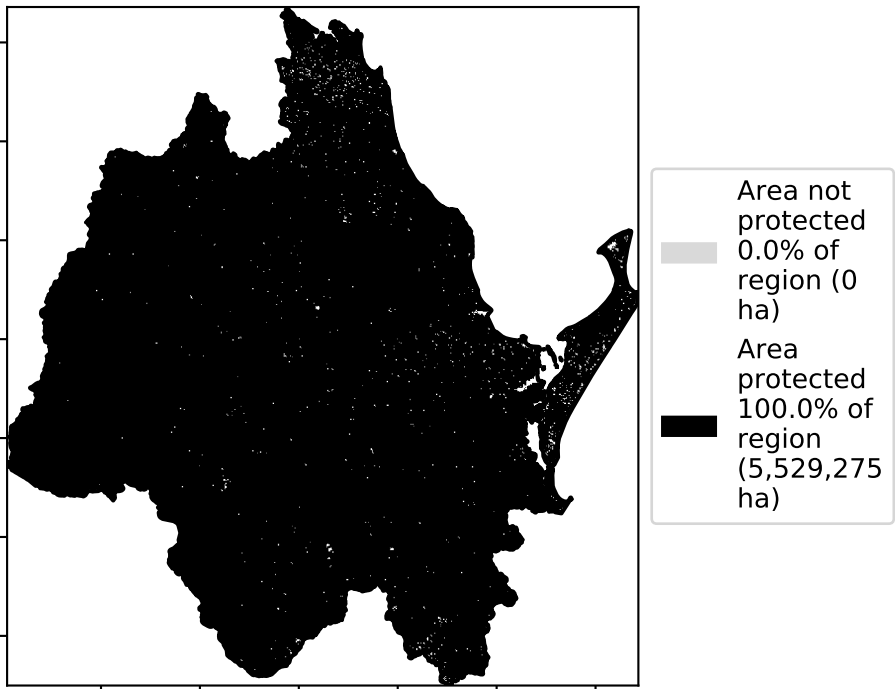 Area not
protected
0.0% of
region (0
ha)
Area
protected
100.0% of
region
(5,529,275
ha)